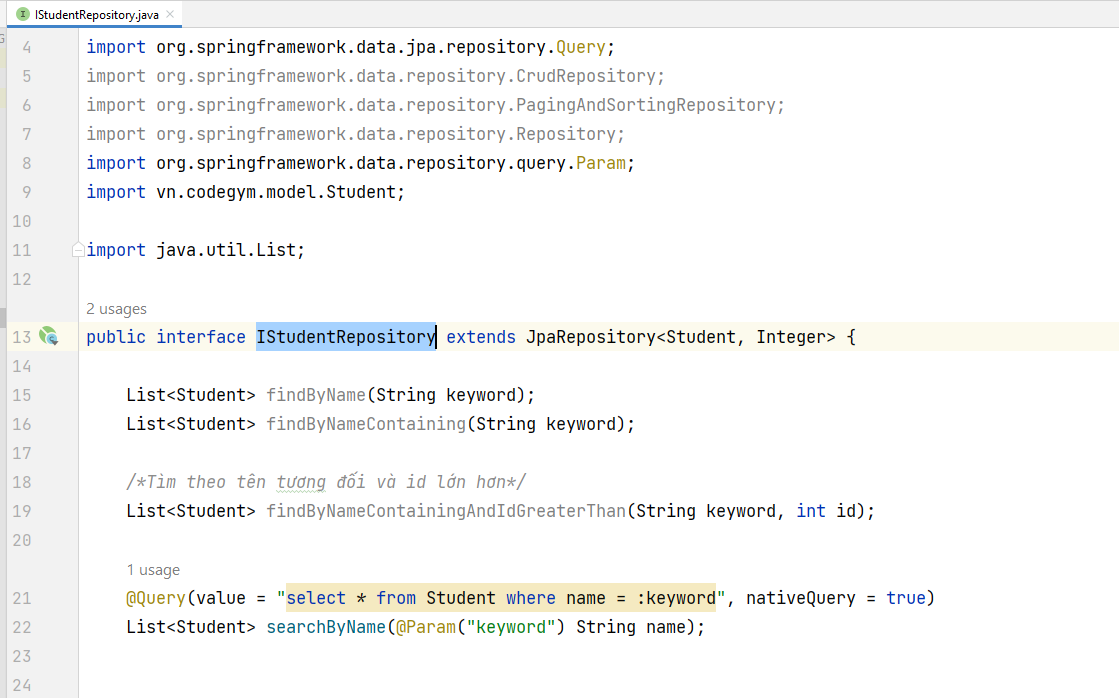 IStudentRepository.java
4 import org.springframework.data.jpa.repository.Query;
5 import org.springframework.data.repository.CrudRepository;
6 import org.springframework.data.repository.PagingAndSortingRepository;
7 import org.springframework.data.repository.Repository;
8 import org.springframework.data.repository.query.Param;
9 import vn.codegym.model.Student;
10
11 import java.util.List;
12
2 usages
13 public interface IStudentRepository extends JpaRepository<Student, Integer> {
14
15 List<Student> findByName(String keyword);
16 List<Student> findByNameContaining(String keyword);
17
18 /*Tìm theo tên tương đối và id lớn hơn*/
19 List<Student> findByNameContainingAndIdGreaterThan(String keyword, int id);
20
1 usage
21 @Query(value = "select * from Student where name = :keyword", nativeQuery = true)
22 List<Student> searchByName(@Param("keyword") String name);
23
24